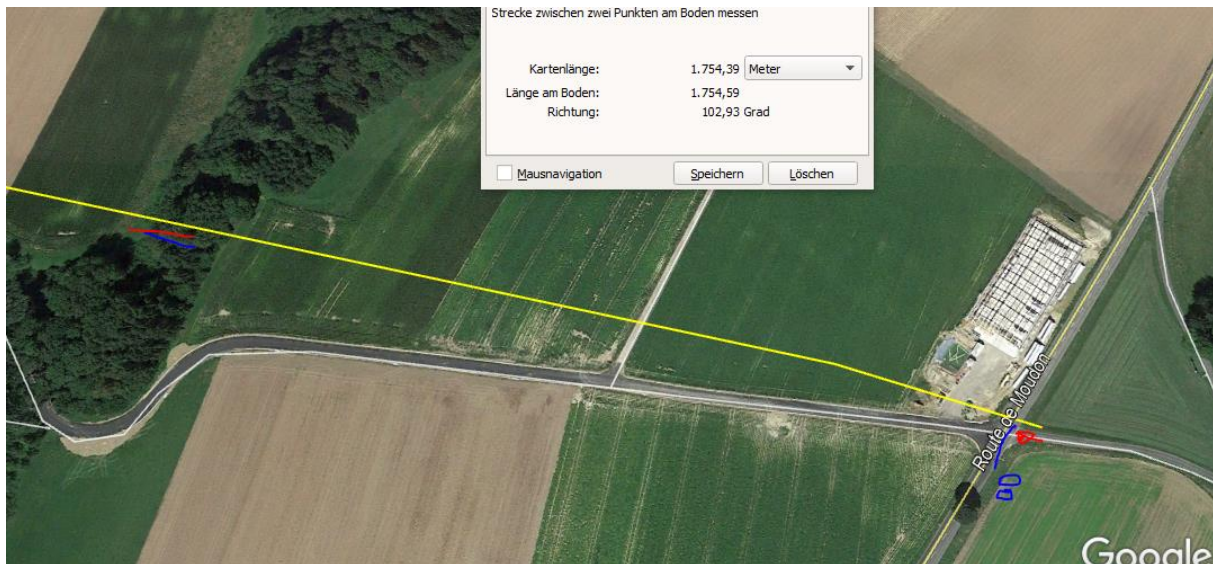 Strecke zwischen zwei Punkten am Boden messen
Kartenlänge: 1.754,39 Meter
Länge am Boden: 1.754,59
Richtung: 102,93 Grad
Mausnavigation Speichern Löschen
Route de Moudon
Google